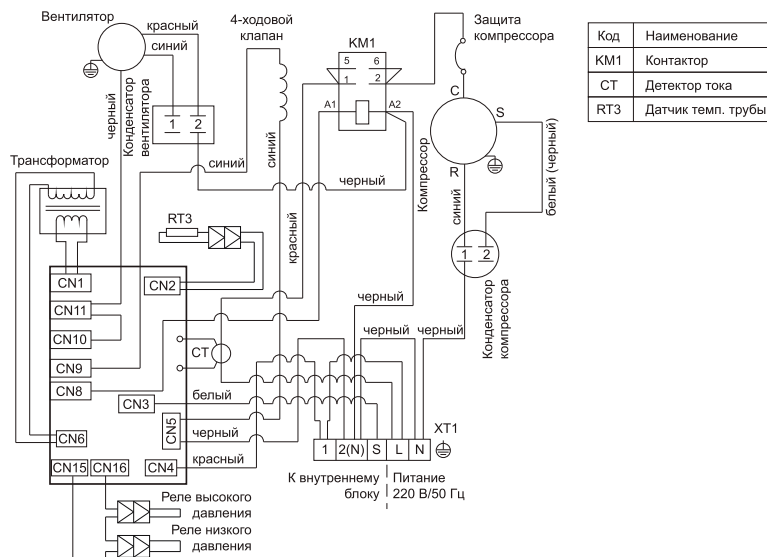 Вентилятор
красный
синий
4-ходовой
клапан
KM1
5 6
1 2
A1 A2
Защита
компрессора
C
S
R
Компрессор
белый (черный)
синий
1 2
Конденсатор
компрессора
Код Наименование
KM1 Контактор
CT Детектор тока
RT3 Датчик темп. трубы
черный
Конденсатор
вентилятора
1 2
синий
синий
черный
красный
Трансформатор
RT3
CN1
CN2
CN11
CN10
CN9
CN8
CT
CN3
CN5
CN6
CN15
CN16
CN4
белый
черный
красный
черный
черный
черный
1 2(N) S L N
XT1
К внутреннему
блоку
Питание
220 В/50 Гц
Реле высокого
давления
Реле низкого
давления